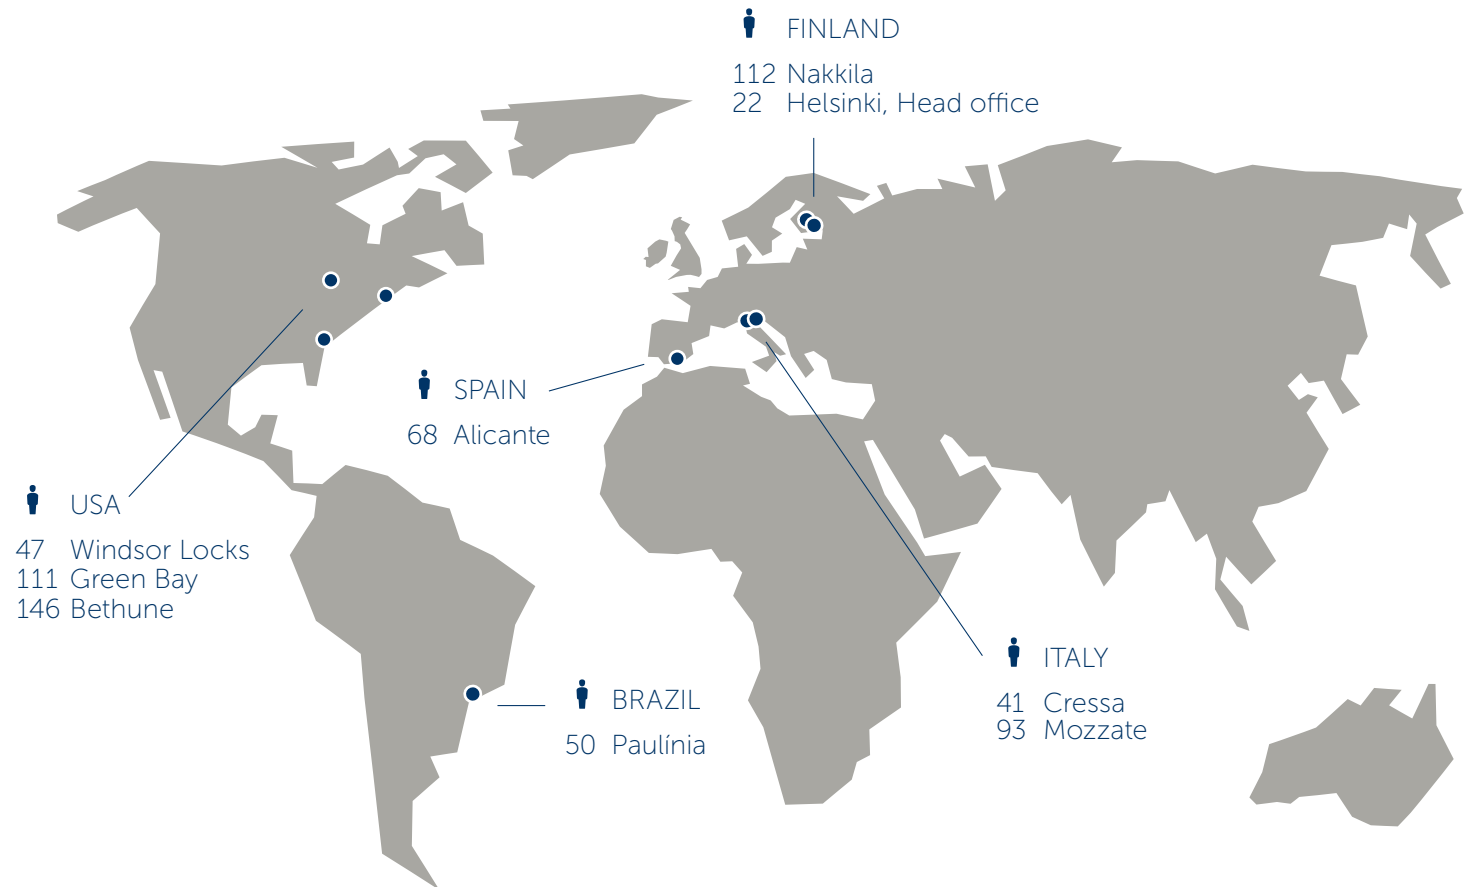 FINLAND
112 Nakkila
22 Helsinki, Head office
SPAIN
68 Alicante
USA
47 Windsor Locks
111 Green Bay
146 Bethune
BRAZIL
50 Paulínia
ITALY
41 Cressa
93 Mozzate